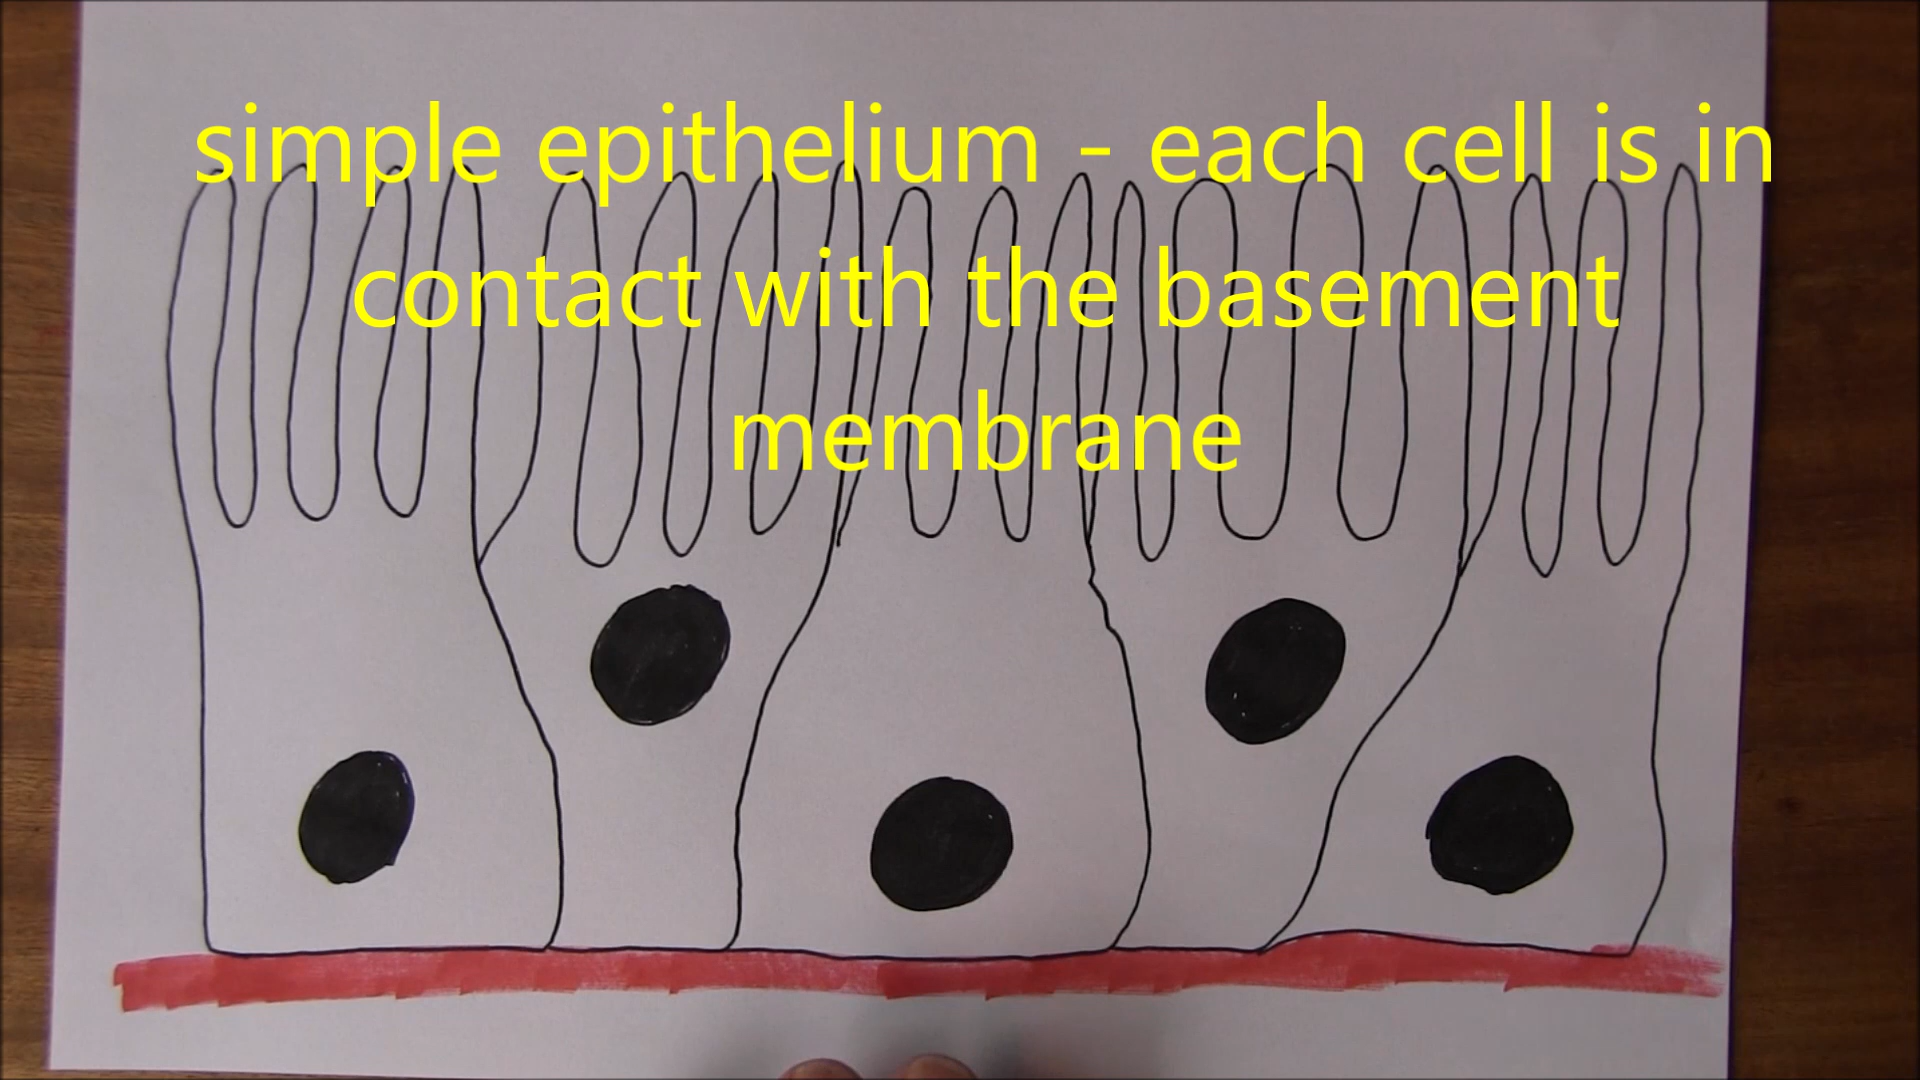 simple epithelium - each cell is in
contact with the basement
membrane